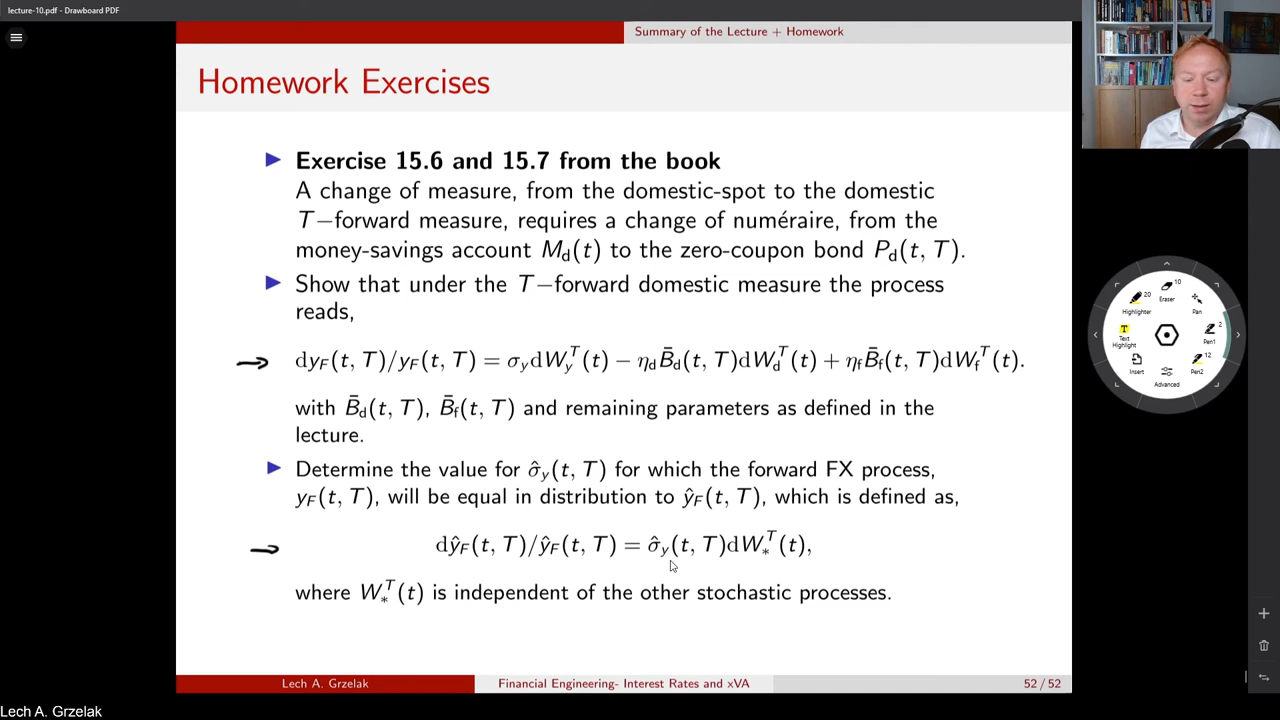 lecture-10.pdf - Drawboard PDF
Summary of the Lecture + Homework
Homework Exercises
Exercise 15.6 and 15.7 from the book
A change of measure, from the domestic-spot to the domestic
T−forward measure, requires a change of numéraire, from the
money-savings account M_d(t) to the zero-coupon bond P_d(t, T).
Show that under the T−forward domestic measure the process
reads,
dy_F(t, T)/y_F(t, T) = σ_y dW_y^T(t) − η_d B̄_d(t, T)dW_d^T(t) + η_f B̄_f(t, T)dW_f^T(t).
with B̄_d(t, T), B̄_f(t, T) and remaining parameters as defined in the
lecture.
Determine the value for σ̂_y(t, T) for which the forward FX process,
y_F(t, T), will be equal in distribution to ŷ_F(t, T), which is defined as,
dŷ_F(t, T)/ŷ_F(t, T) = σ̂_y(t, T)dW_*^T(t),
where W_*^T(t) is independent of the other stochastic processes.
Lech A. Grzelak
Financial Engineering- Interest Rates and xVA
52 / 52
Lech A. Grzelak
10
Eraser
20
Highlighter
Pan
T
Text
Highlight
2
Pen1
Insert
12
Pen2
Advanced